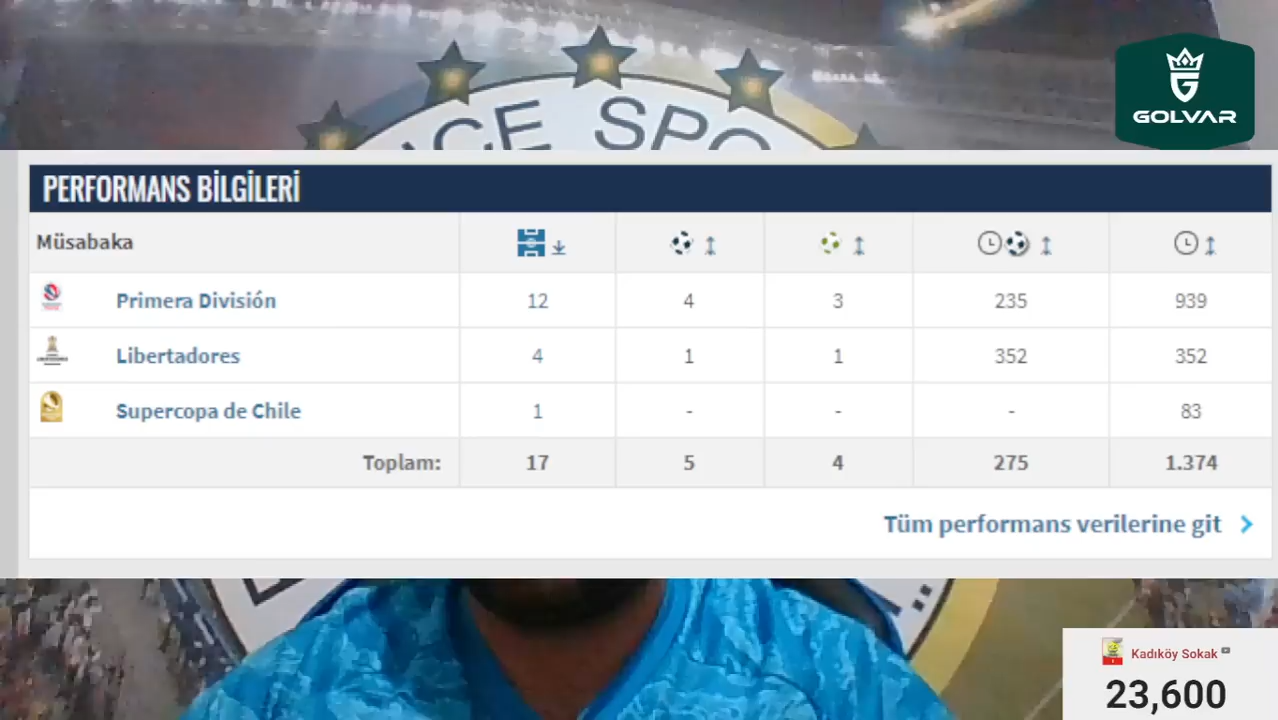 CE SPO
GOLVAR
PERFORMANS BİLGİLERİ
Müsabaka
Primera División 12 4 3 235 939
Libertadores 4 1 1 352 352
Supercopa de Chile 1 - - - 83
Toplam: 17 5 4 275 1.374
Tüm performans verilerine git
Kadıköy Sokak
23,600